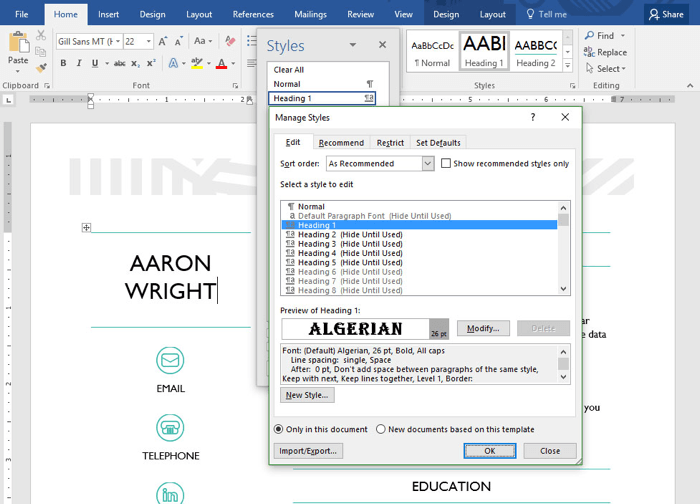 File Home Insert Draw Design Layout References Mailings Review View Design Layout Tell me Share
Gill Sans MT (H 22 Styles AaBbCcDc AABI AABBC Find
Paste B I U A ¶ Normal Heading 1 Heading 2 Replace
Select
Clipboard Font Styles Editing
Clear All
Normal ¶
Heading 1 ¶a
Manage Styles ? ×
Edit Recommend Restrict Set Defaults
Sort order: As Recommended Show recommended styles only
Select a style to edit
¶ Normal
a Default Paragraph Font (Hide Until Used)
Heading 1
¶a Heading 2 (Hide Until Used)
¶a Heading 3 (Hide Until Used)
¶a Heading 4 (Hide Until Used)
¶a Heading 5 (Hide Until Used)
¶a Heading 6 (Hide Until Used)
¶a Heading 7 (Hide Until Used)
¶a Heading 8 (Hide Until Used)
Preview of Heading 1:
ALGERIAN 26 pt Modify... Delete
Font: (Default) Algerian, 26 pt, Bold, All caps
Line spacing: single, Space
After: 0 pt, Don't add space between paragraphs of the same style,
Keep with next, Keep lines together, Level 1, Border:
New Style...
Only in this document New documents based on this template
Import/Export... OK Close
AARON
WRIGHT
EMAIL
TELEPHONE
in
e data
you
EDUCATION